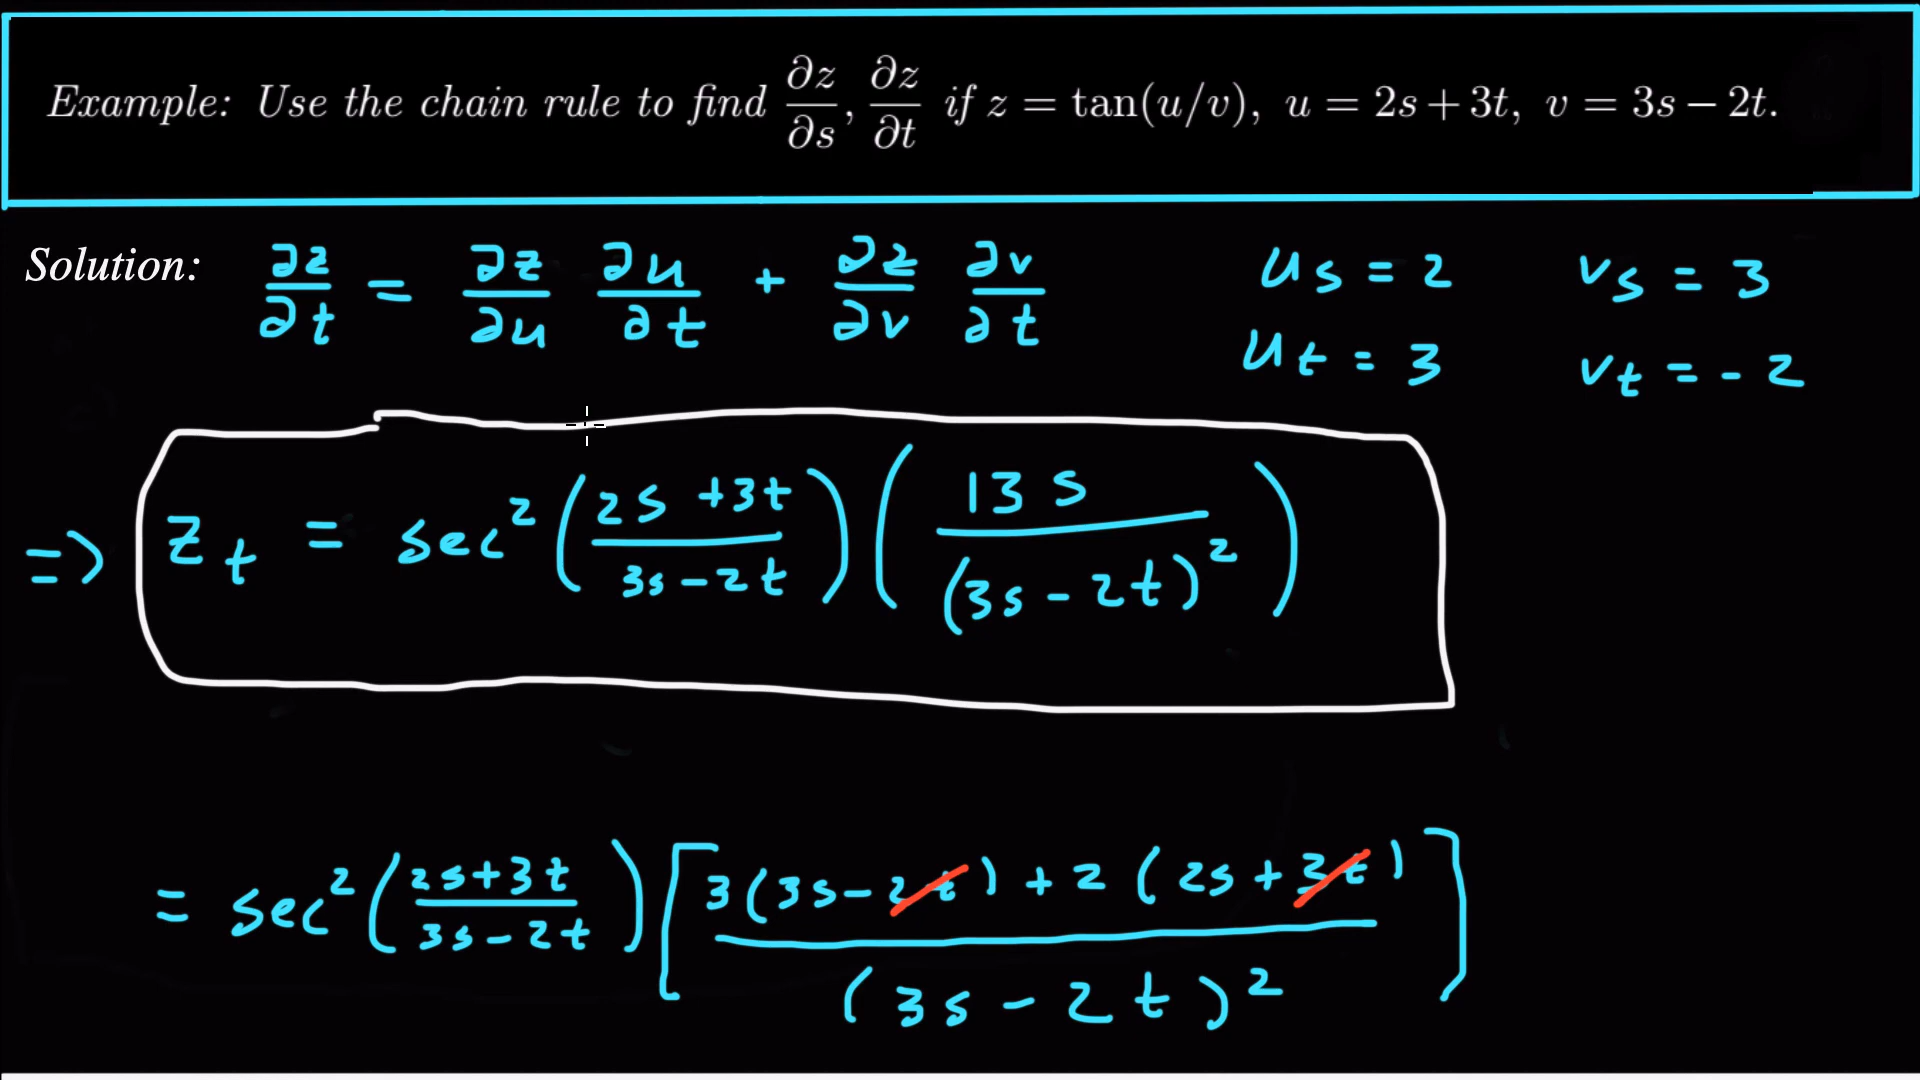 Example: Use the chain rule to find ∂z/∂s, ∂z/∂t if z = tan(u/v), u = 2s + 3t, v = 3s − 2t.
Solution: ∂z/∂t = ∂z/∂u ∂u/∂t + ∂z/∂v ∂v/∂t
u_s = 2 v_s = 3
u_t = 3 v_t = -2
=> z_t = sec²((2s + 3t)/(3s - 2t)) (13s/(3s - 2t)²)
= sec²((2s + 3t)/(3s - 2t)) [(3(3s - 2t) + 2(2s + 3t))/(3s - 2t)²]